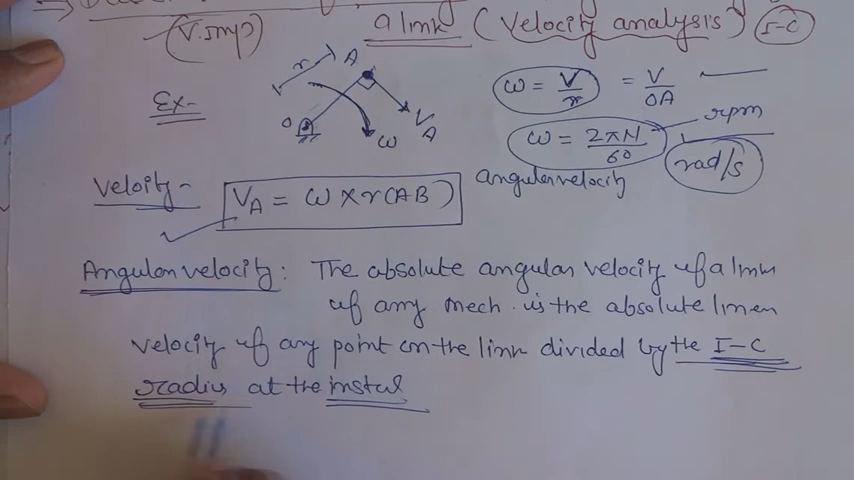 (V.Imp) a link (Velocity analysis) I-C
Ex-
r
A
O
ω
VA
ω = V/r = V/OA
ω = 2πN/60
rpm
rad/s
angular velocity
Veloity - VA = ω × r (AB)
Angular velocity : The absolute angular velocity of a link
of any mech. is the absolute linear
velocity of any point on the link divided by the I-C
radius at the instal